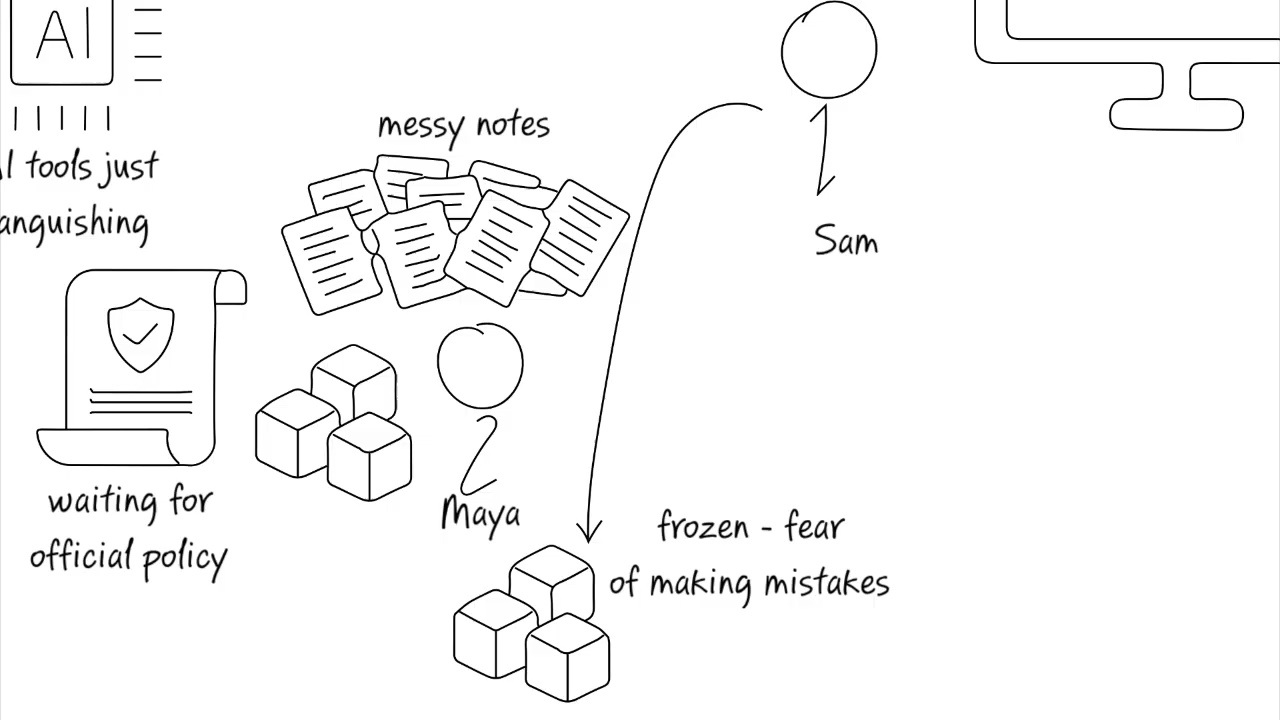 AI
tools just
messy notes
Sam
waiting for
official policy
Maya
frozen - fear
of making mistakes